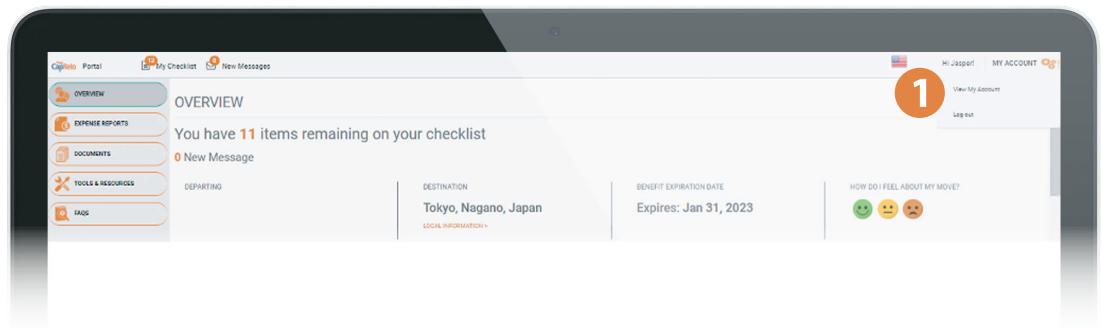 CapRelo Portal
12
My Checklist
0
New Messages
Hi Jasper!
MY ACCOUNT
1
View My Account
Log out
OVERVIEW
EXPENSE REPORTS
DOCUMENTS
TOOLS & RESOURCES
FAQS
OVERVIEW
You have 11 items remaining on your checklist
0 New Message
DEPARTING
DESTINATION
Tokyo, Nagano, Japan
LOCAL INFORMATION >
BENEFIT EXPIRATION DATE
Expires: Jan 31, 2023
HOW DO I FEEL ABOUT MY MOVE?